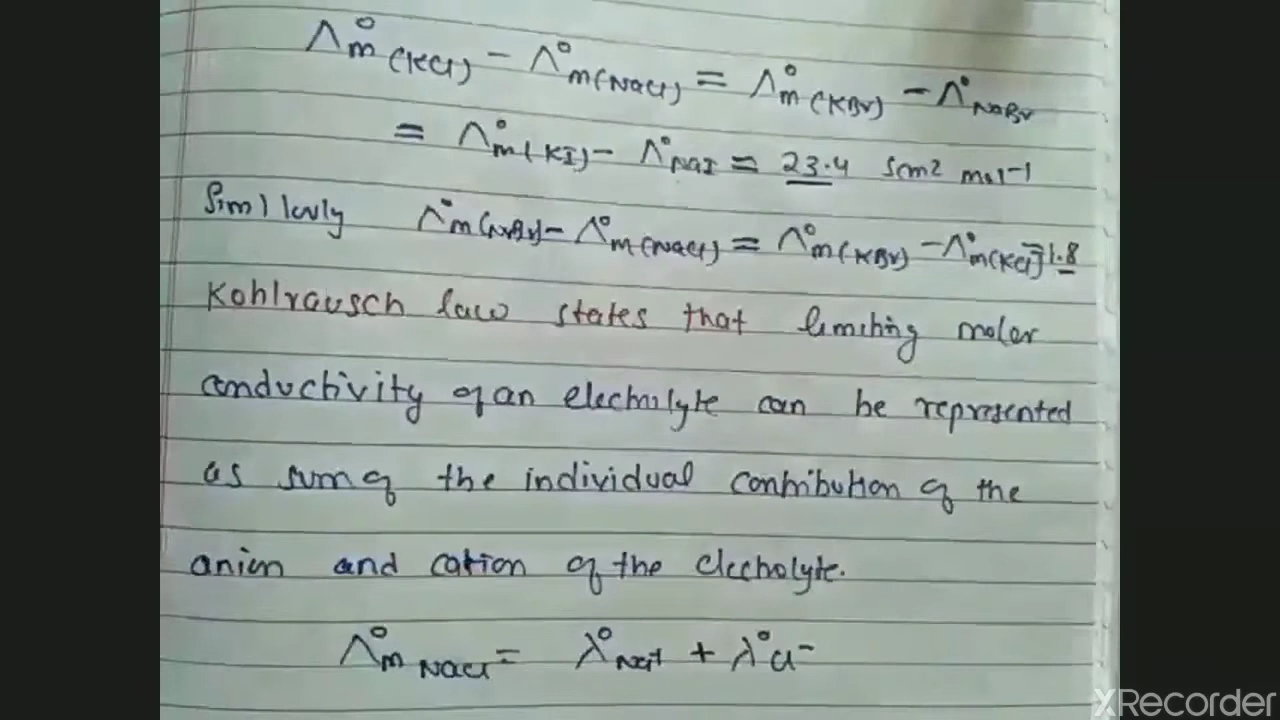 Λ°m(KCl) - Λ°m(NaCl) = Λ°m(KBr) - Λ°NaBr
= Λ°m(KI) - Λ°NaI = 23.4 Scm2 mol-1
Similarly Λ°m(NaBr) - Λ°m(NaCl) = Λ°m(KBr) - Λ°m(KCl) = 1.8
Kohlrausch law states that limiting molar
conductivity of an electrolyte can be represented
as sum of the individual contribution of the
anion and cation of the electrolyte.
Λ°m NaCl = λ°Na+ + λ°Cl-
XRecorder